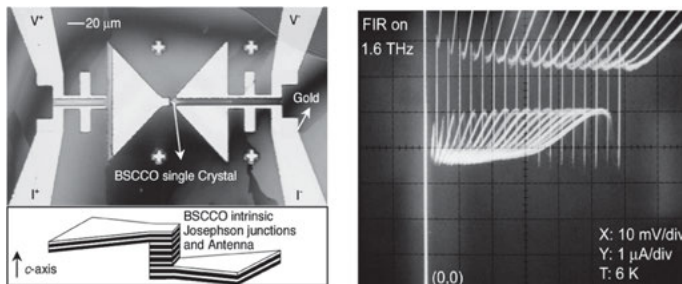 V⁺
20 μm
V⁻
Gold
BSCCO single Crystal
I⁺
I⁻
BSCCO intrinsic
Josephson junctions
and Antenna
c-axis
FIR on
1.6 THz
X: 10 mV/div
Y: 1 μA/div
T: 6 K
(0,0)